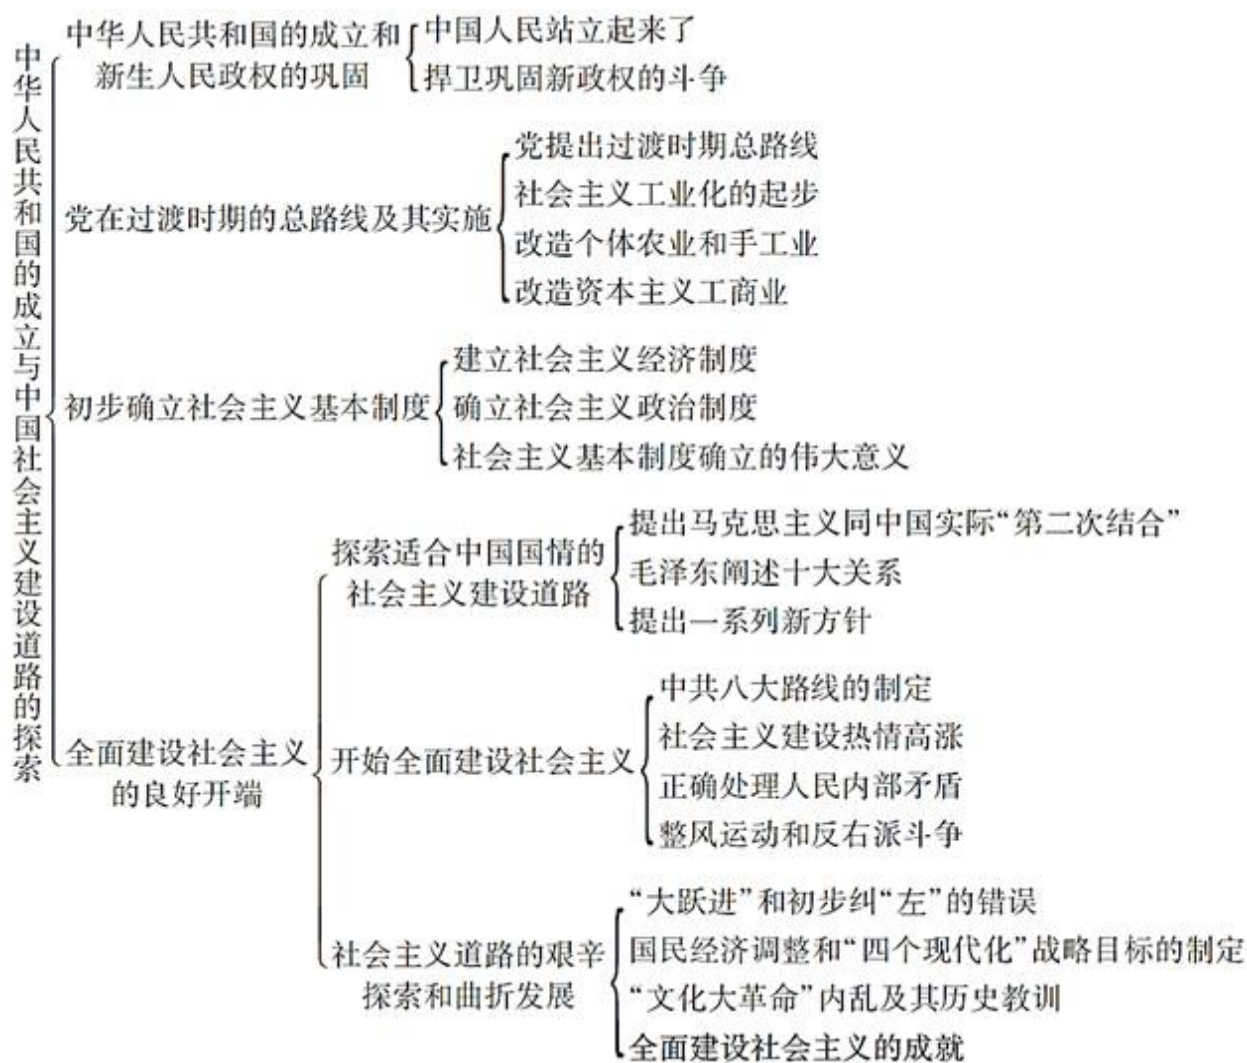 中华人民共和国的成立与中国社会主义建设道路的探索
中华人民共和国的成立和
新生人民政权的巩固
中国人民站立起来了
捍卫巩固新政权的斗争
党在过渡时期的总路线及其实施
党提出过渡时期总路线
社会主义工业化的起步
改造个体农业和手工业
改造资本主义工商业
初步确立社会主义基本制度
建立社会主义经济制度
确立社会主义政治制度
社会主义基本制度确立的伟大意义
全面建设社会主义
的良好开端
探索适合中国国情的
社会主义建设道路
提出马克思主义同中国实际“第二次结合”
毛泽东阐述十大关系
提出一系列新方针
开始全面建设社会主义
中共八大路线的制定
社会主义建设热情高涨
正确处理人民内部矛盾
整风运动和反右派斗争
社会主义道路的艰辛
探索和曲折发展
“大跃进”和初步纠“左”的错误
国民经济调整和“四个现代化”战略目标的制定
“文化大革命”内乱及其历史教训
全面建设社会主义的成就